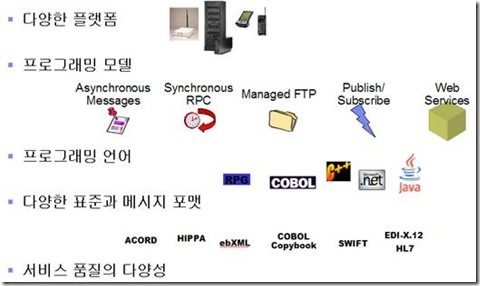 다양한 플랫폼
프로그래밍 모델
Asynchronous Messages
Synchronous RPC
Managed FTP
Publish/ Subscribe
Web Services
프로그래밍 언어
RPG
COBOL
C++
.net
Java
다양한 표준과 메시지 포맷
ACORD
HIPPA
ebXML
COBOL Copybook
SWIFT
EDI-X.12
HL7
서비스 품질의 다양성